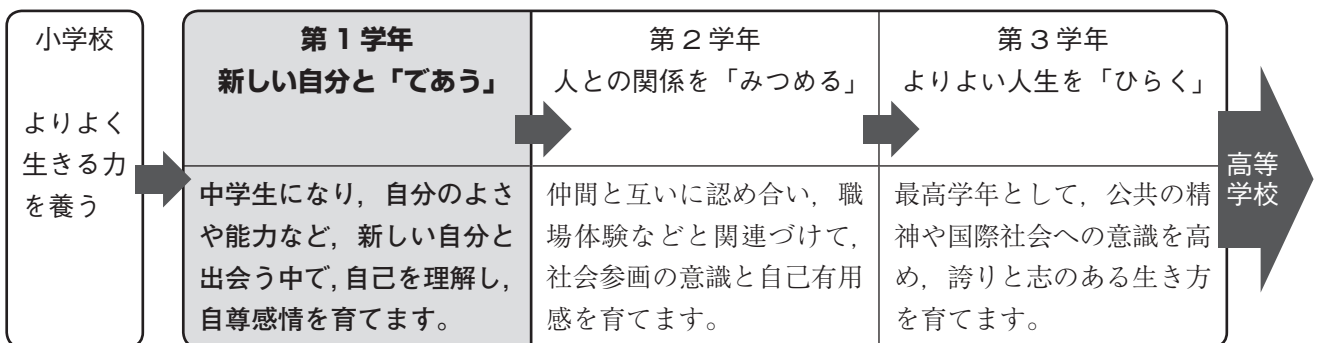 小学校
よりよく
生きる力
を養う
第1学年
新しい自分と「であう」
中学生になり，自分のよさ
や能力など，新しい自分と
出会う中で，自己を理解し，
自尊感情を育てます。
第2学年
人との関係を「みつめる」
仲間と互いに認め合い，職
場体験などと関連づけて，
社会参画の意識と自己有用
感を育てます。
第3学年
よりよい人生を「ひらく」
最高学年として，公共の精
神や国際社会への意識を高
め，誇りと志のある生き方
を育てます。
高等
学校